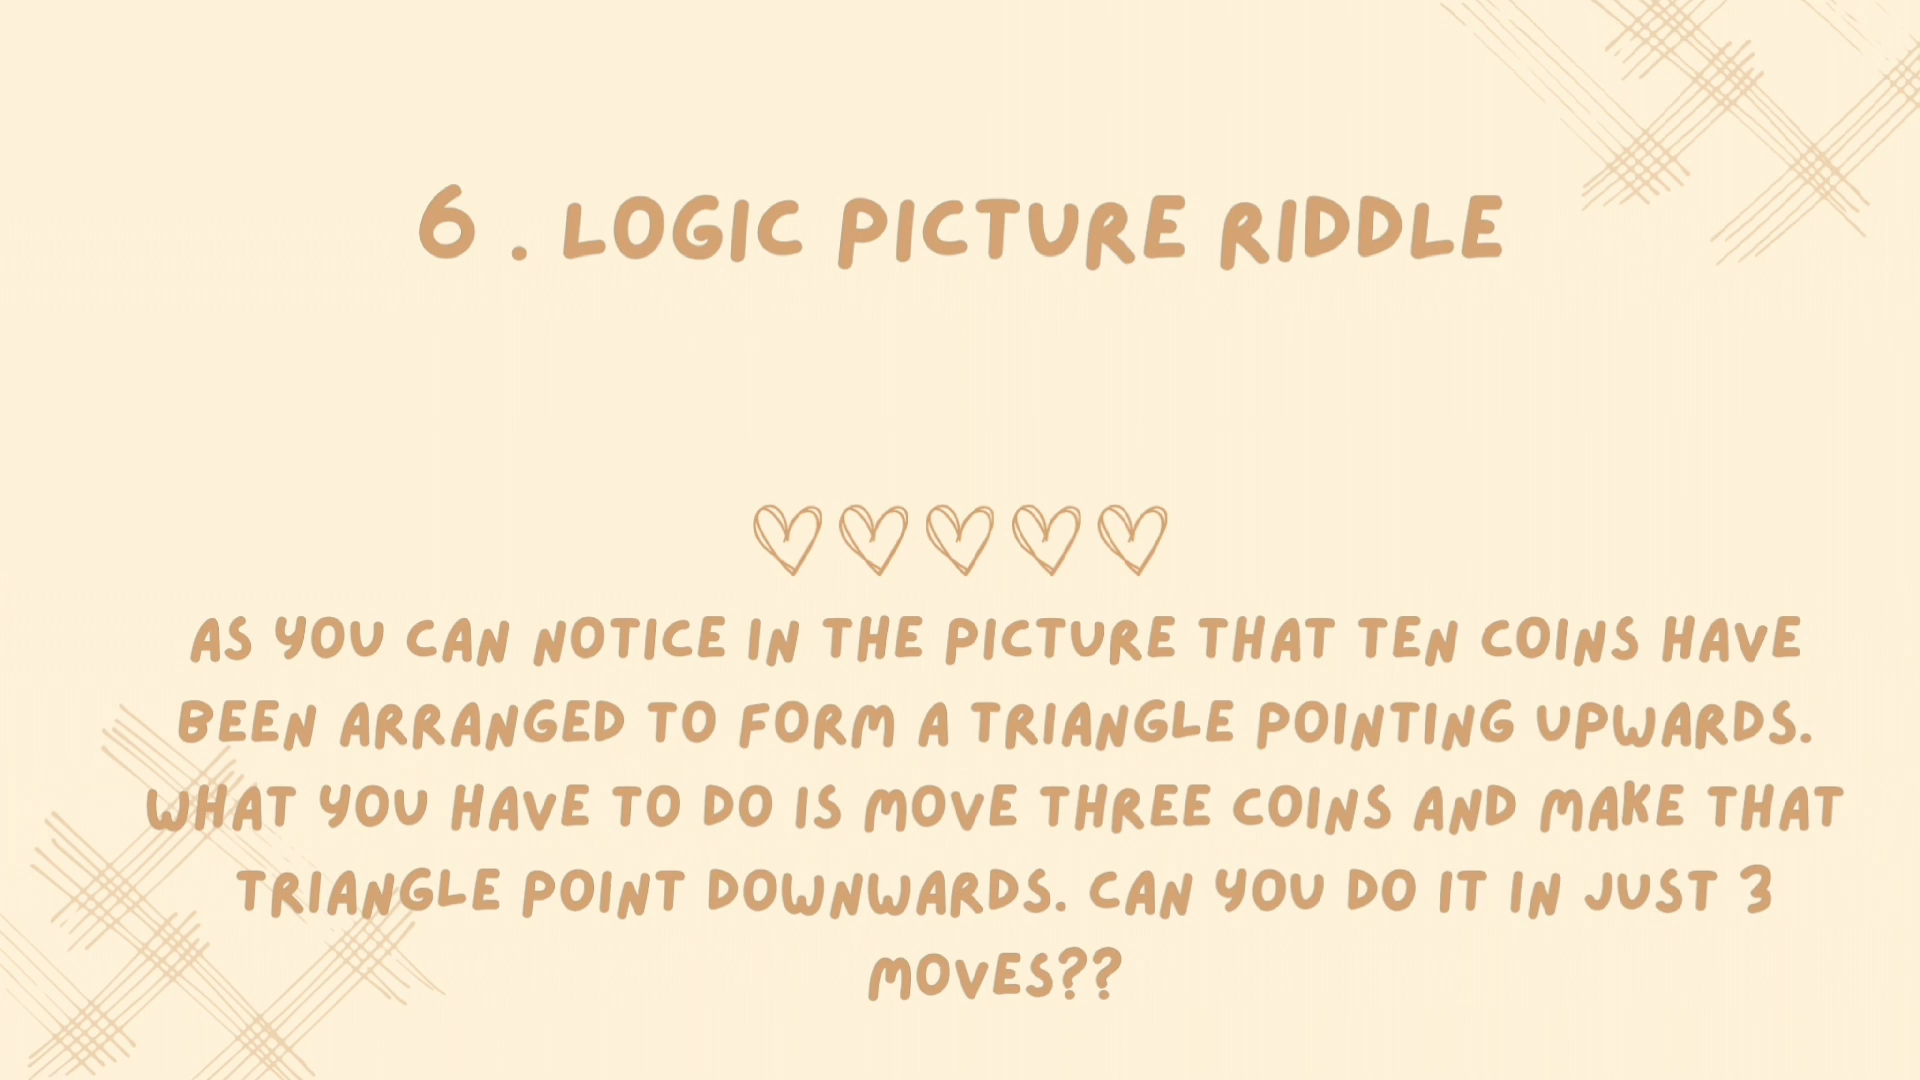 6 . LOGIC PICTURE RIDDLE
AS YOU CAN NOTICE IN THE PICTURE THAT TEN COINS HAVE
BEEN ARRANGED TO FORM A TRIANGLE POINTING UPWARDS.
WHAT YOU HAVE TO DO IS MOVE THREE COINS AND MAKE THAT
TRIANGLE POINT DOWNWARDS. CAN YOU DO IT IN JUST 3
MOVES??